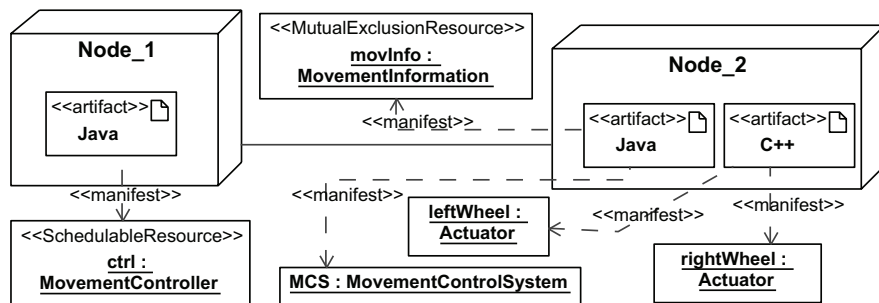 Node_1
<<artifact>>
Java
<<manifest>>
<<SchedulableResource>>
ctrl :
MovementController
<<MutualExclusionResource>>
movInfo :
MovementInformation
<<manifest>>
Node_2
<<artifact>>
Java
<<artifact>>
C++
<<manifest>>
MCS : MovementControlSystem
<<manifest>>
leftWheel :
Actuator
<<manifest>>
rightWheel :
Actuator